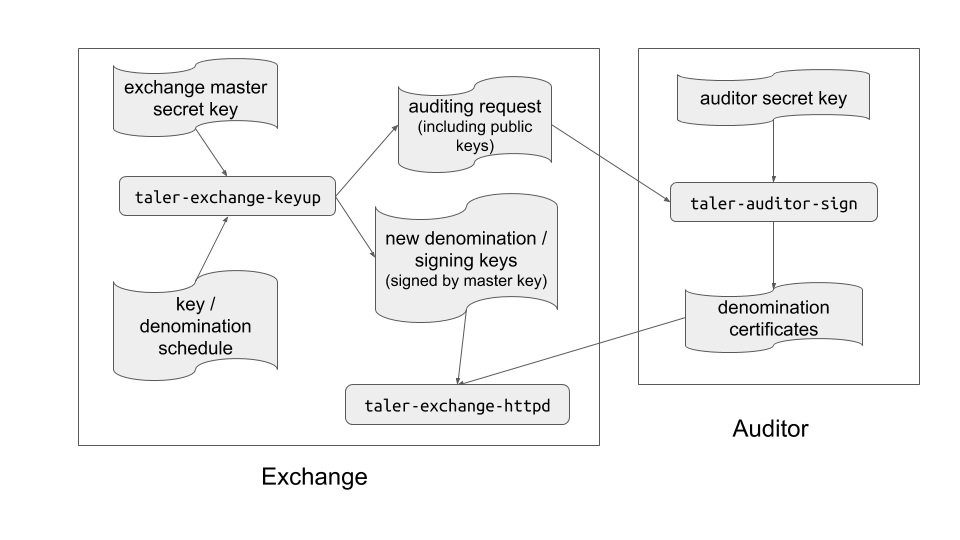 exchange master
secret key
auditing request
(including public
keys)
auditor secret key
taler-exchange-keyup
taler-auditor-sign
new denomination /
signing keys
(signed by master key)
key /
denomination
schedule
denomination
certificates
taler-exchange-httpd
Auditor
Exchange